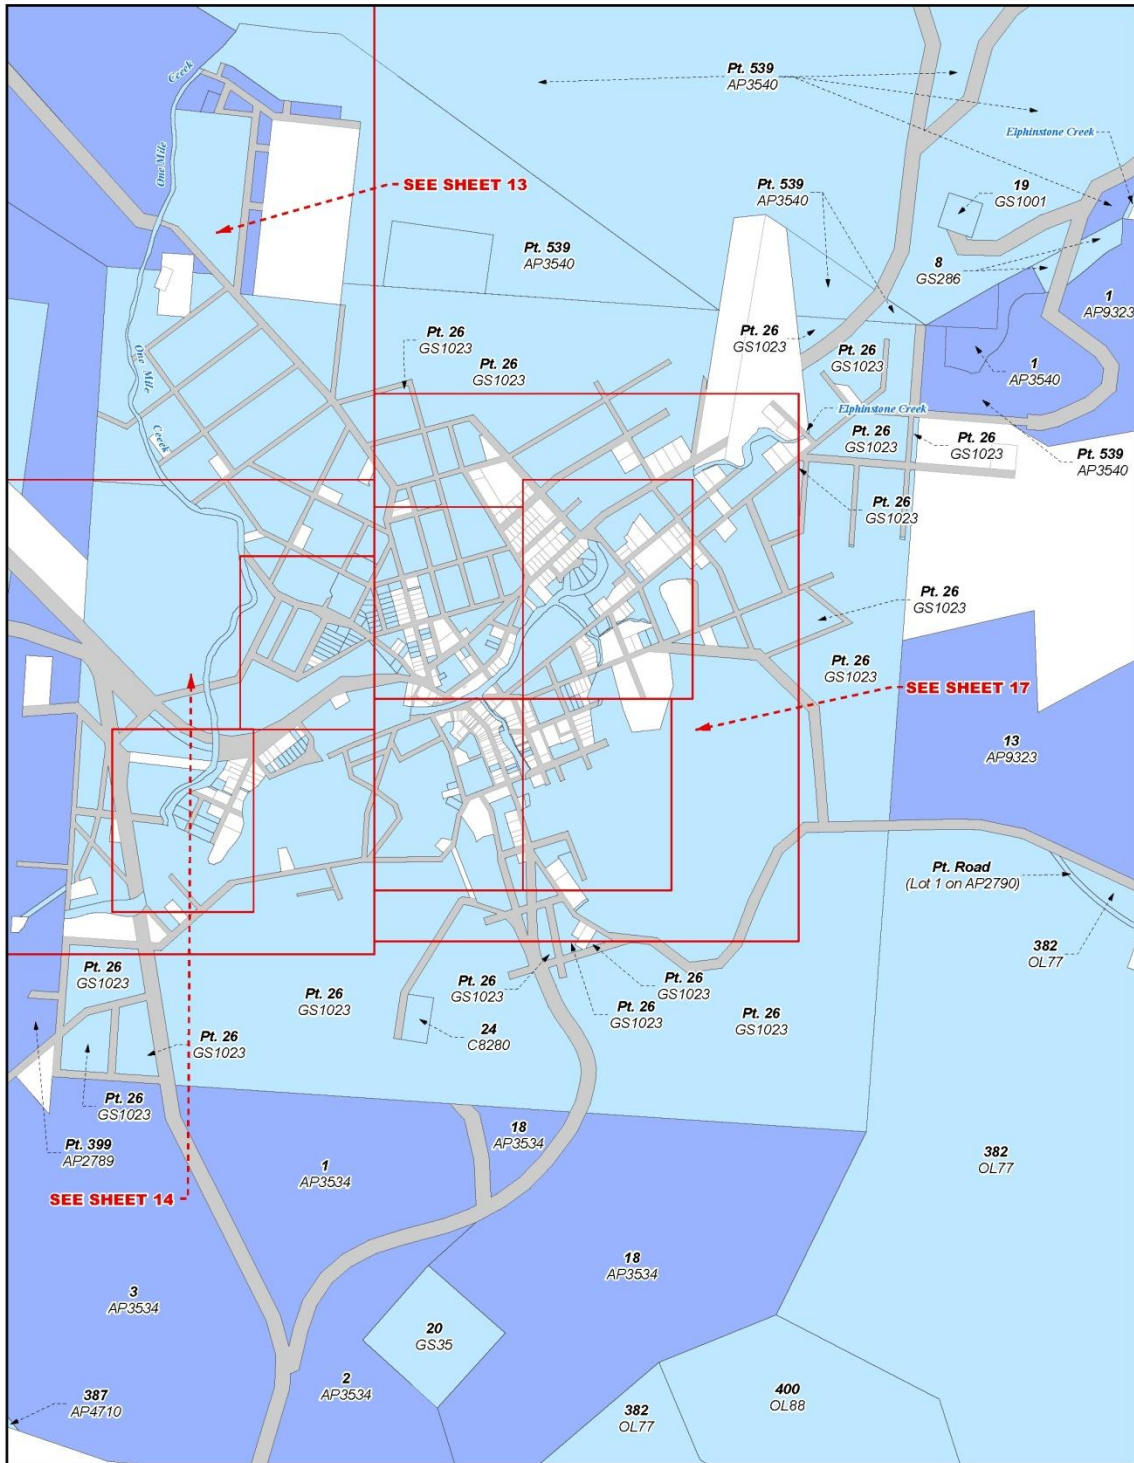 Ceeek
One Mile
Pt. 539
AP3540
Elphinstone Creek
SEE SHEET 13
Pt. 539
AP3540
19
GS1001
Pt. 539
AP3540
8
GS286
1
AP9323
Pt. 26
GS1023
Pt. 26
GS1023
Pt. 26
GS1023
Pt. 26
GS1023
1
AP3540
One Mile
Ceeek
Elphinstone Creek
Pt. 26
GS1023
Pt. 26
GS1023
Pt. 539
AP3540
Pt. 26
GS1023
Pt. 26
GS1023
Pt. 26
GS1023
SEE SHEET 17
13
AP9323
Pt. Road
(Lot 1 on AP2790)
382
OL77
Pt. 26
GS1023
Pt. 26
GS1023
Pt. 26
GS1023
Pt. 26
GS1023
Pt. 26
GS1023
Pt. 26
GS1023
24
C8280
Pt. 26
GS1023
Pt. 26
GS1023
Pt. 399
AP2789
18
AP3534
1
AP3534
382
OL77
SEE SHEET 14
18
AP3534
3
AP3534
20
GS35
2
AP3534
387
AP4710
382
OL77
400
OL88